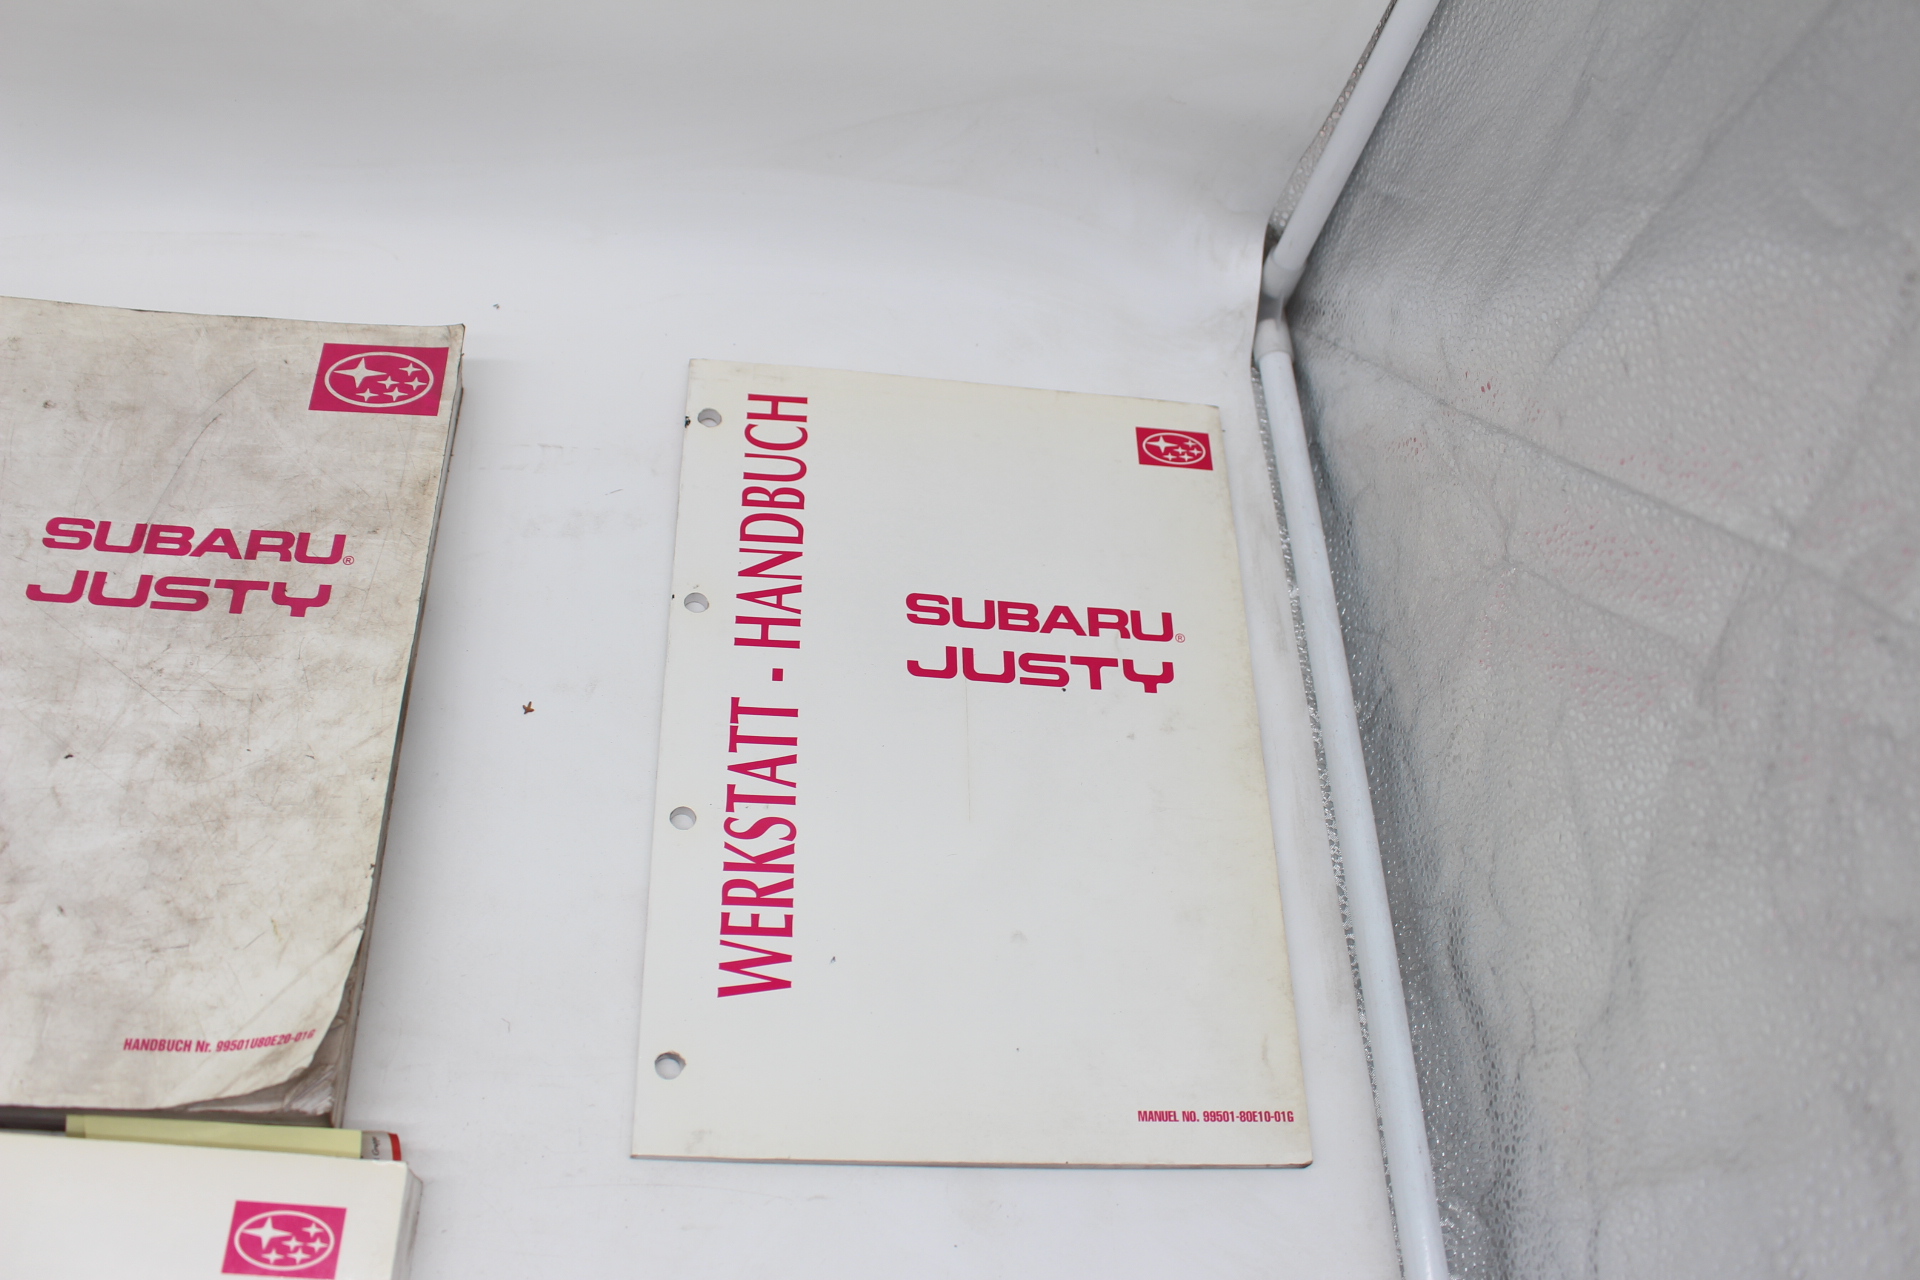 SUBARU®
JUSTY
HANDBUCH Nr. 99501U80E20-01G
WERKSTATT - HANDBUCH
SUBARU®
JUSTY
MANUEL NO. 99501-80E10-01G